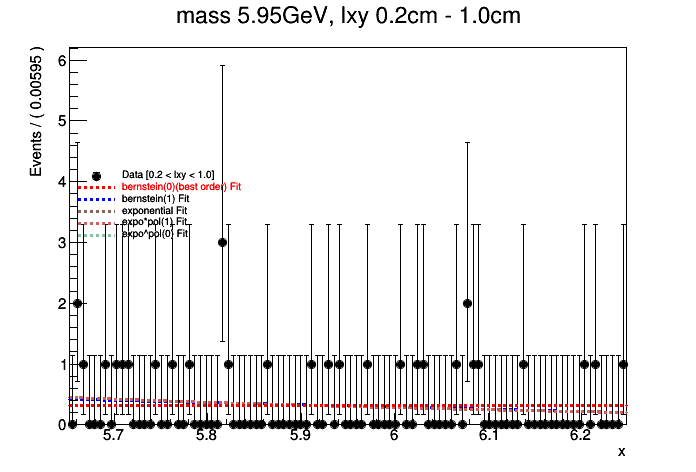 mass 5.95GeV, lxy 0.2cm - 1.0cm
Events / ( 0.00595 )
6
5
4
3
2
1
0
Data [0.2 < lxy < 1.0]
bernstein(0)(best order) Fit
bernstein(1) Fit
exponential Fit
expo*pol(1) Fit
expo^pol(0) Fit
5.7 5.8 5.9 6 6.1 6.2
x